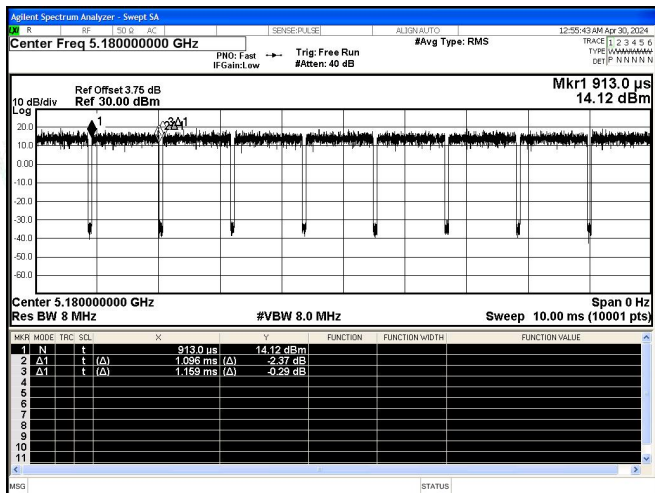 Agilent Spectrum Analyzer - Swept SA
LXI R RF 50 Ω AC SENSE:PULSE ALIGN AUTO 12:55:43 AM Apr 30, 2024
Center Freq 5.180000000 GHz #Avg Type: RMS TRACE 1 2 3 4 5 6
PNO: Fast Trig: Free Run TYPE WWWWWW
IFGain:Low #Atten: 40 dB DET P N N N N N
Mkr1 913.0 µs
Ref Offset 3.75 dB
10 dB/div Ref 30.00 dBm 14.12 dBm
Log
1 2Δ1 3Δ1
20.0
10.0
0.00
-10.0
-20.0
-30.0
-40.0
-50.0
-60.0
Center 5.180000000 GHz Span 0 Hz
Res BW 8 MHz #VBW 8.0 MHz Sweep 10.00 ms (10001 pts)
MKR MODE TRC SCL X Y FUNCTION FUNCTION WIDTH FUNCTION VALUE
1 N t 913.0 µs 14.12 dBm
2 Δ1 t (Δ) 1.096 ms (Δ) -2.37 dB
3 Δ1 t (Δ) 1.159 ms (Δ) -0.29 dB
4
5
6
7
8
9
10
11
MSG STATUS